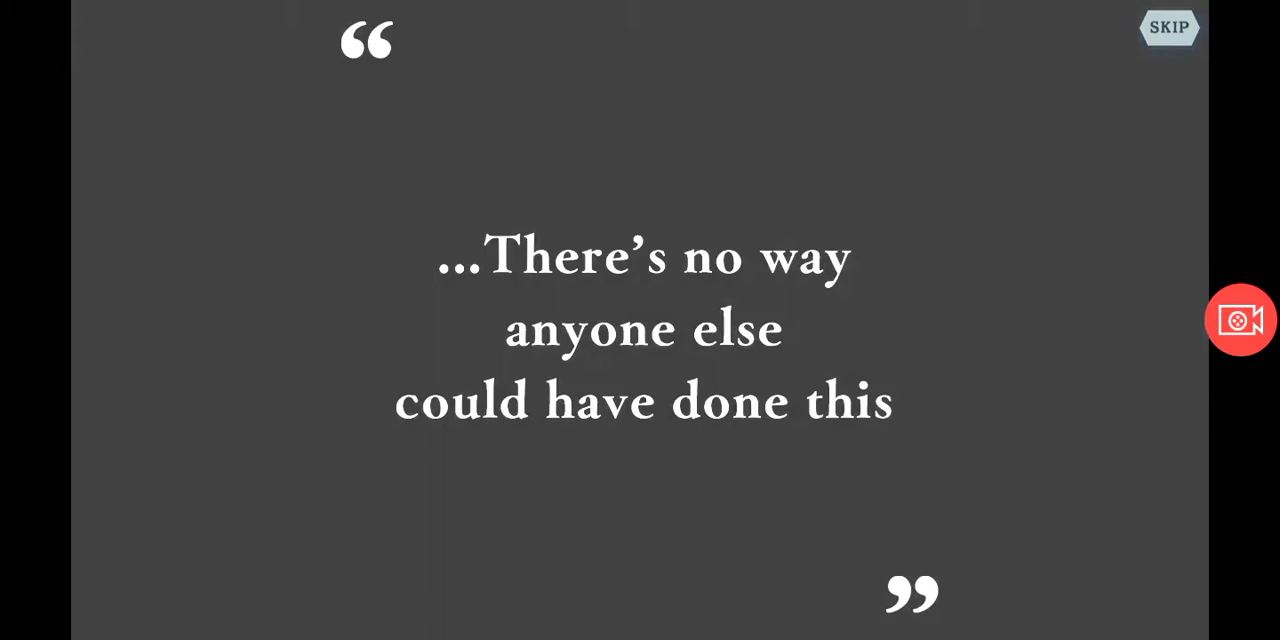 “
SKIP
...There’s no way
anyone else
could have done this
”